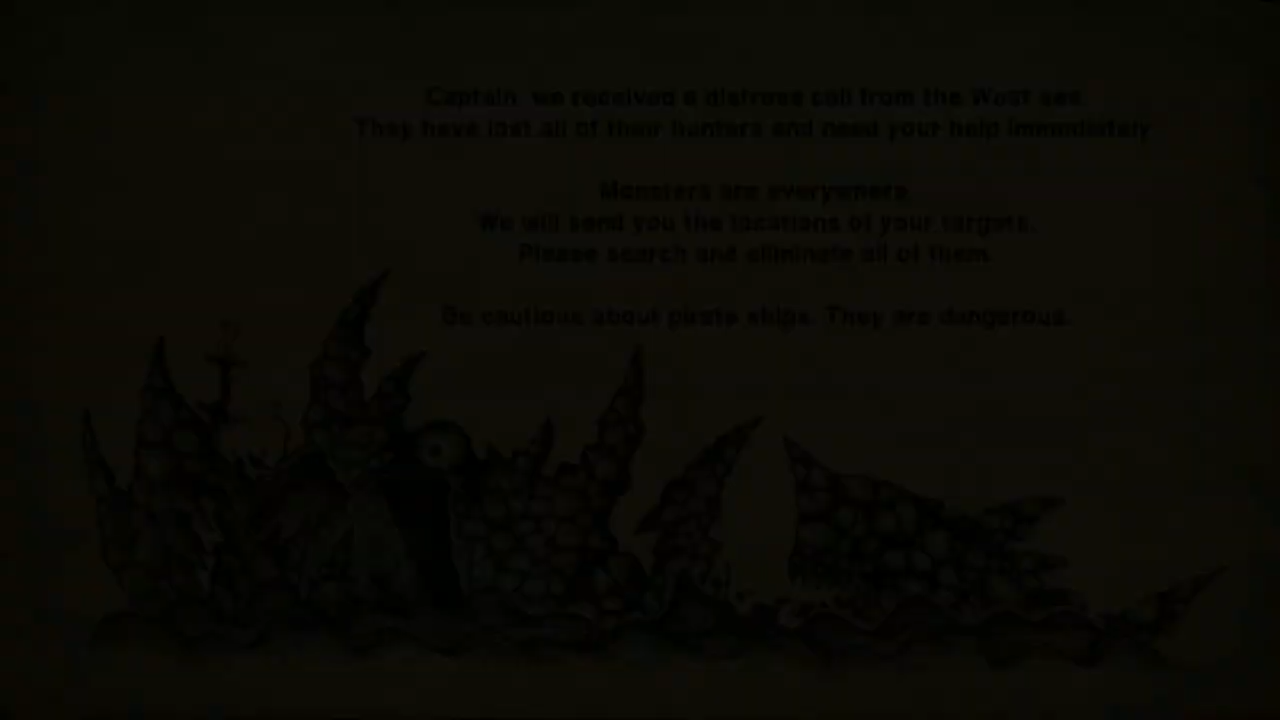 Captain, we received a distress call from the West sea.
They have lost all of their hunters and need your help immediately.
Monsters are everywhere.
We will send you the locations of your targets.
Please search and eliminate all of them.
Be cautious about pirate ships. They are dangerous.